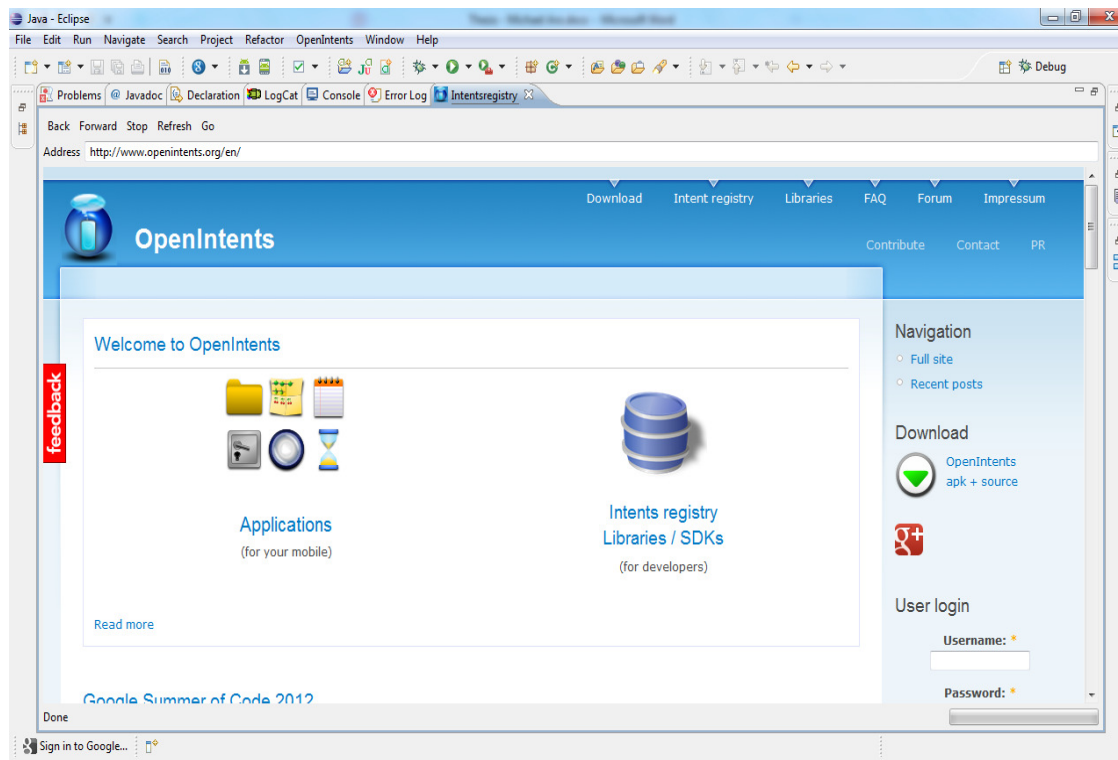 Java - Eclipse
File Edit Run Navigate Search Project Refactor OpenIntents Window Help
Debug
Problems @ Javadoc Declaration LogCat Console Error Log Intentsregistry
Back Forward Stop Refresh Go
Address http://www.openintents.org/en/
Download Intent registry Libraries FAQ Forum Impressum
OpenIntents
Contribute Contact PR
Welcome to OpenIntents
Applications
(for your mobile)
Intents registry
Libraries / SDKs
(for developers)
Read more
Google Summer of Code 2012
feedback
Navigation
Full site
Recent posts
Download
OpenIntents
apk + source
g+
User login
Username: *
Password: *
Done
Sign in to Google...